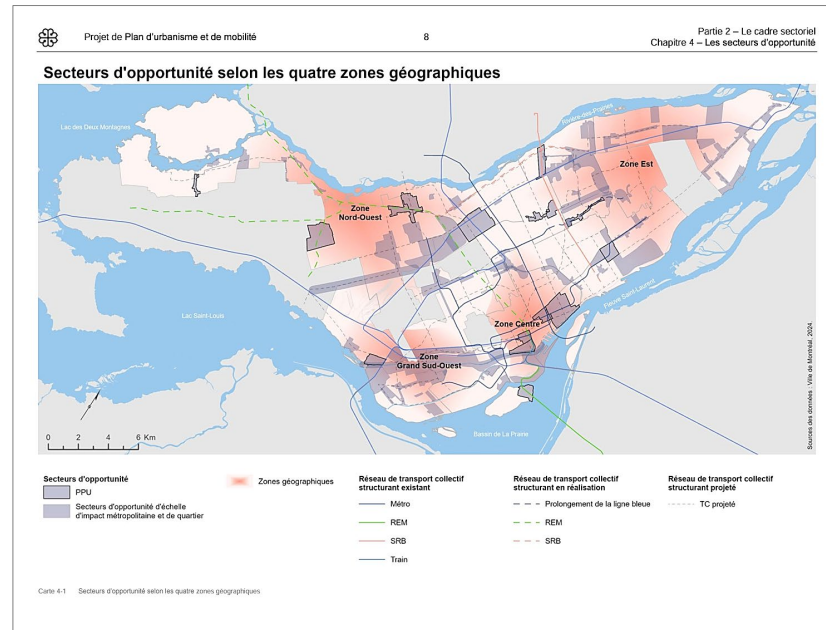 Projet de Plan d'urbanisme et de mobilité
8
Partie 2 – Le cadre sectoriel
Chapitre 4 – Les secteurs d'opportunité
Secteurs d'opportunité selon les quatre zones géographiques
Lac des Deux Montagnes
Rivière-des-Prairies
Zone Est
Zone
Nord-Ouest
Fleuve Saint-Laurent
Lac Saint-Louis
Zone Centre
Zone
Grand Sud-Ouest
Bassin de La Prairie
N
0 2 4 6 Km
Sources des données : Ville de Montréal, 2024
Secteurs d'opportunité
PPU
Secteurs d'opportunité d'échelle
d'impact métropolitaine et de quartier
Zones géographiques
Réseau de transport collectif
structurant existant
Métro
REM
SRB
Train
Réseau de transport collectif
structurant en réalisation
Prolongement de la ligne bleue
REM
SRB
Réseau de transport collectif
structurant projeté
TC projeté
Carte 4-1 Secteurs d'opportunité selon les quatre zones géographiques